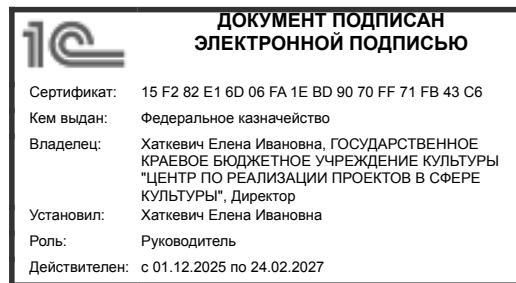 1С
ДОКУМЕНТ ПОДПИСАН
ЭЛЕКТРОННОЙ ПОДПИСЬЮ
Сертификат: 15 F2 82 E1 6D 06 FA 1E BD 90 70 FF 71 FB 43 C6
Кем выдан: Федеральное казначейство
Владелец: Хаткевич Елена Ивановна, ГОСУДАРСТВЕННОЕ
КРАЕВОЕ БЮДЖЕТНОЕ УЧРЕЖДЕНИЕ КУЛЬТУРЫ
"ЦЕНТР ПО РЕАЛИЗАЦИИ ПРОЕКТОВ В СФЕРЕ
КУЛЬТУРЫ", Директор
Установил: Хаткевич Елена Ивановна
Роль: Руководитель
Действителен: с 01.12.2025 по 24.02.2027